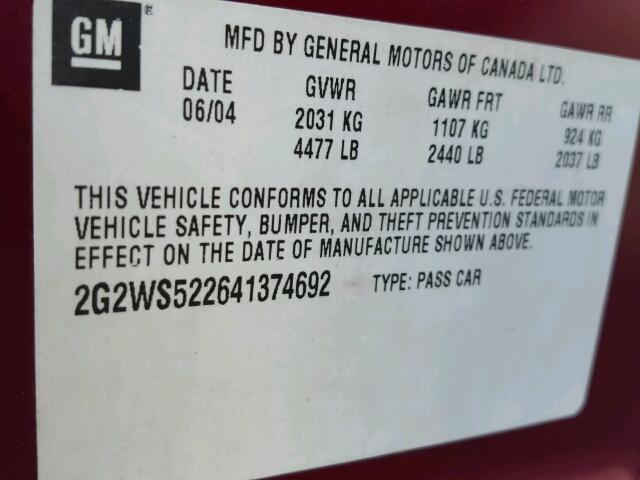 GM ®
MFD BY GENERAL MOTORS OF CANADA LTD.
DATE GVWR GAWR FRT GAWR RR
06/04 2031 KG 1107 KG 924 KG
4477 LB 2440 LB 2037 LB
THIS VEHICLE CONFORMS TO ALL APPLICABLE U.S. FEDERAL MOTOR
VEHICLE SAFETY, BUMPER, AND THEFT PREVENTION STANDARDS IN
EFFECT ON THE DATE OF MANUFACTURE SHOWN ABOVE.
2G2WS522641374692 TYPE: PASS CAR